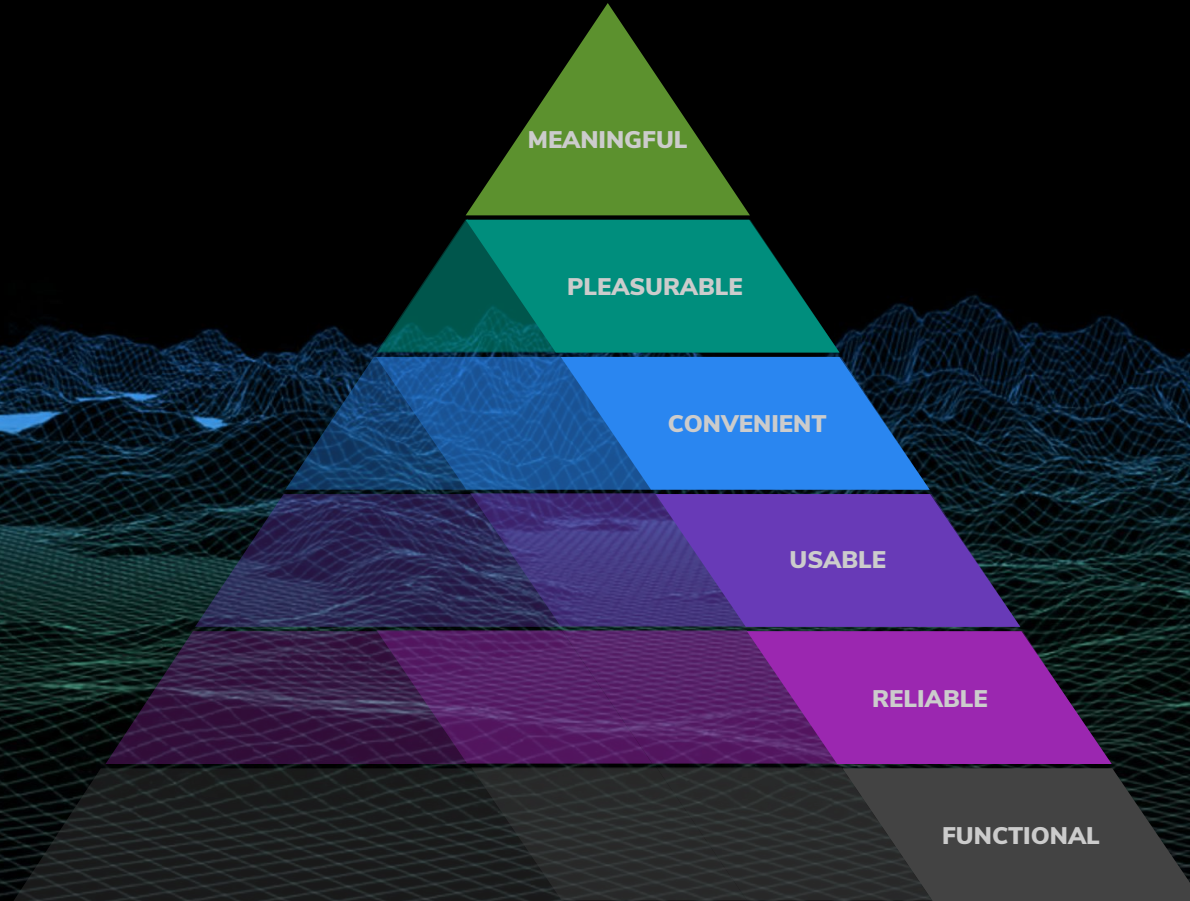 MEANINGFUL
PLEASURABLE
CONVENIENT
USABLE
RELIABLE
FUNCTIONAL